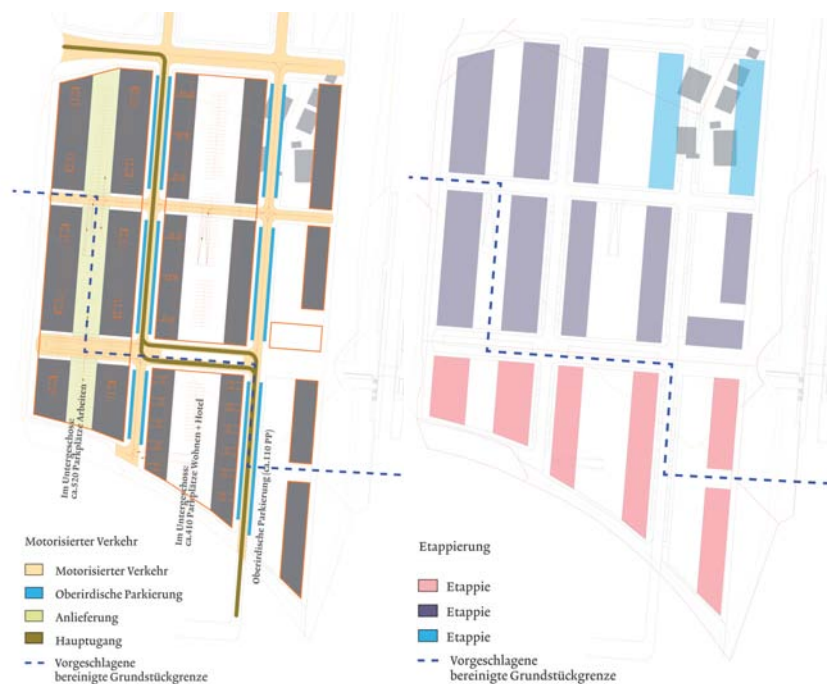 Im Untergeschoss:
ca.520 Parkplätze Arbeiten
Im Untergeschoss:
ca.410 Parkplätze Wohnen + Hotel
Oberirdische Parkierung (ca.110 PP)
Motorisierter Verkehr
Motorisierter Verkehr
Oberirdische Parkierung
Anlieferung
Hauptugang
Vorgeschlagene
bereinigte Grundstückgrenze
Etappierung
Etappie
Etappie
Etappie
Vorgeschlagene
bereinigte Grundstückgrenze